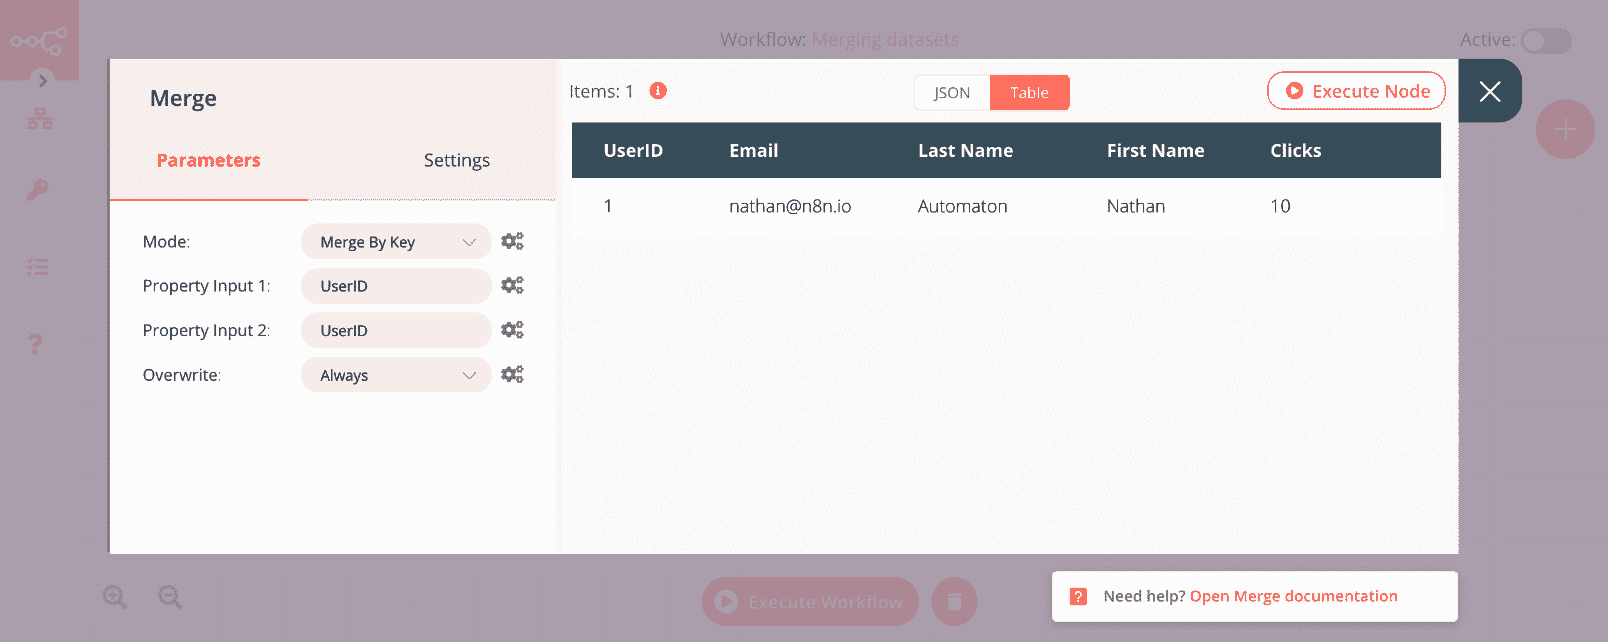 Workflow: Merging datasets
Active:
Merge
Parameters
Settings
Mode:
Merge By Key
Property Input 1:
UserID
Property Input 2:
UserID
Overwrite:
Always
Items: 1
JSON
Table
Execute Node
UserID Email Last Name First Name Clicks
1 nathan@n8n.io Automaton Nathan 10
Execute Workflow
Need help? Open Merge documentation